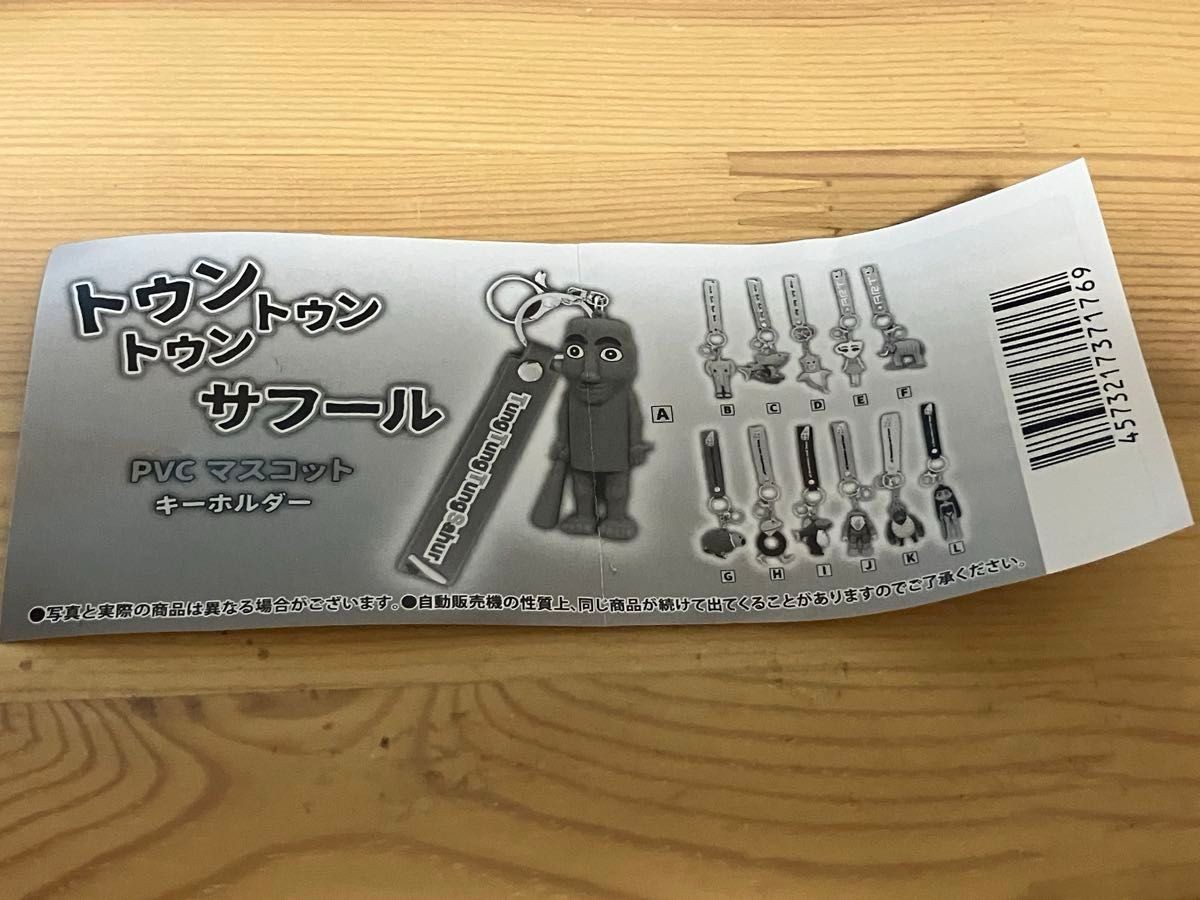 トゥン
トゥン
トゥン
サフール
PVC マスコット
キーホルダー
TungTungTungSahur
A
B
C
D
E
F
G
H
I
J
K
L
●写真と実際の商品は異なる場合がございます。●自動販売機の性質上、同じ商品が続けて出てくることがありますのでご了承ください。
4573217371769